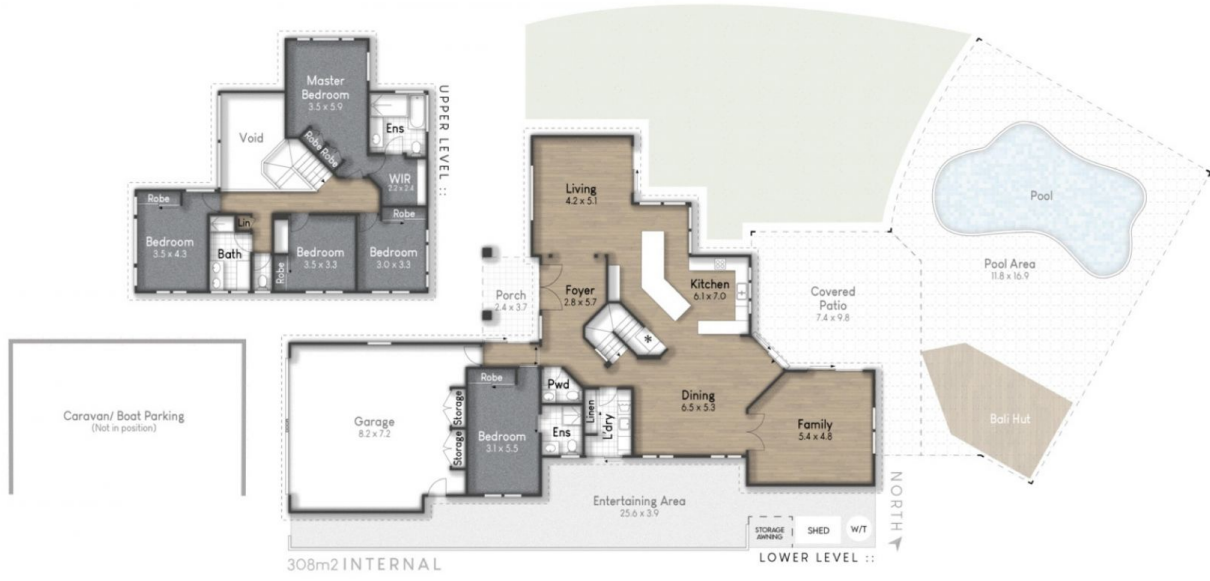 UPPER LEVEL ::
Master
Bedroom
3.5 x 5.9
Void
Ens
Robe
Robe
WIR
2.2 x 2.4
Robe
Robe
Lin
Bedroom
3.5 x 4.3
Bath
Robe
Bedroom
3.5 x 3.3
Bedroom
3.0 x 3.3
Living
4.2 x 5.1
Pool
Pool Area
11.8 x 16.9
Foyer
2.8 x 5.7
Kitchen
6.1 x 7.0
Porch
2.4 x 3.7
Covered
Patio
7.4 x 9.8
*
Caravan/ Boat Parking
(Not in position)
Garage
8.2 x 7.2
Storage
Storage
Robe
Bedroom
3.1 x 5.5
Pwd
Ens
Linen
L'dry
Dining
6.5 x 5.3
Family
5.4 x 4.8
Bali Hut
Entertaining Area
25.6 x 3.9
STORAGE
AWNING
SHED
W/T
NORTH
LOWER LEVEL ::
308m2 INTERNAL